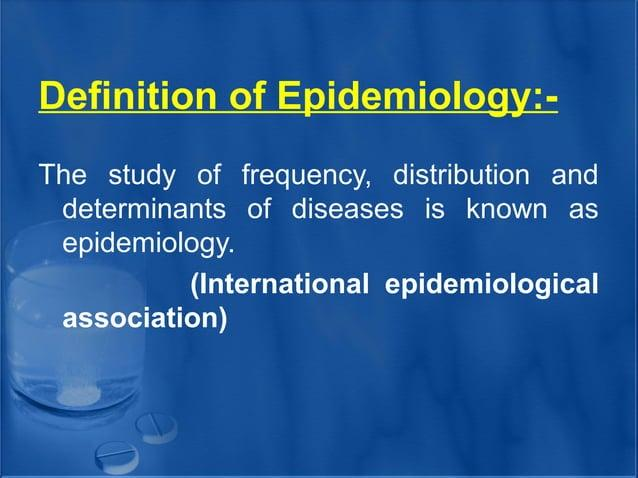 Definition of Epidemiology:-
The study of frequency, distribution and
determinants of diseases is known as
epidemiology.
(International epidemiological
association)